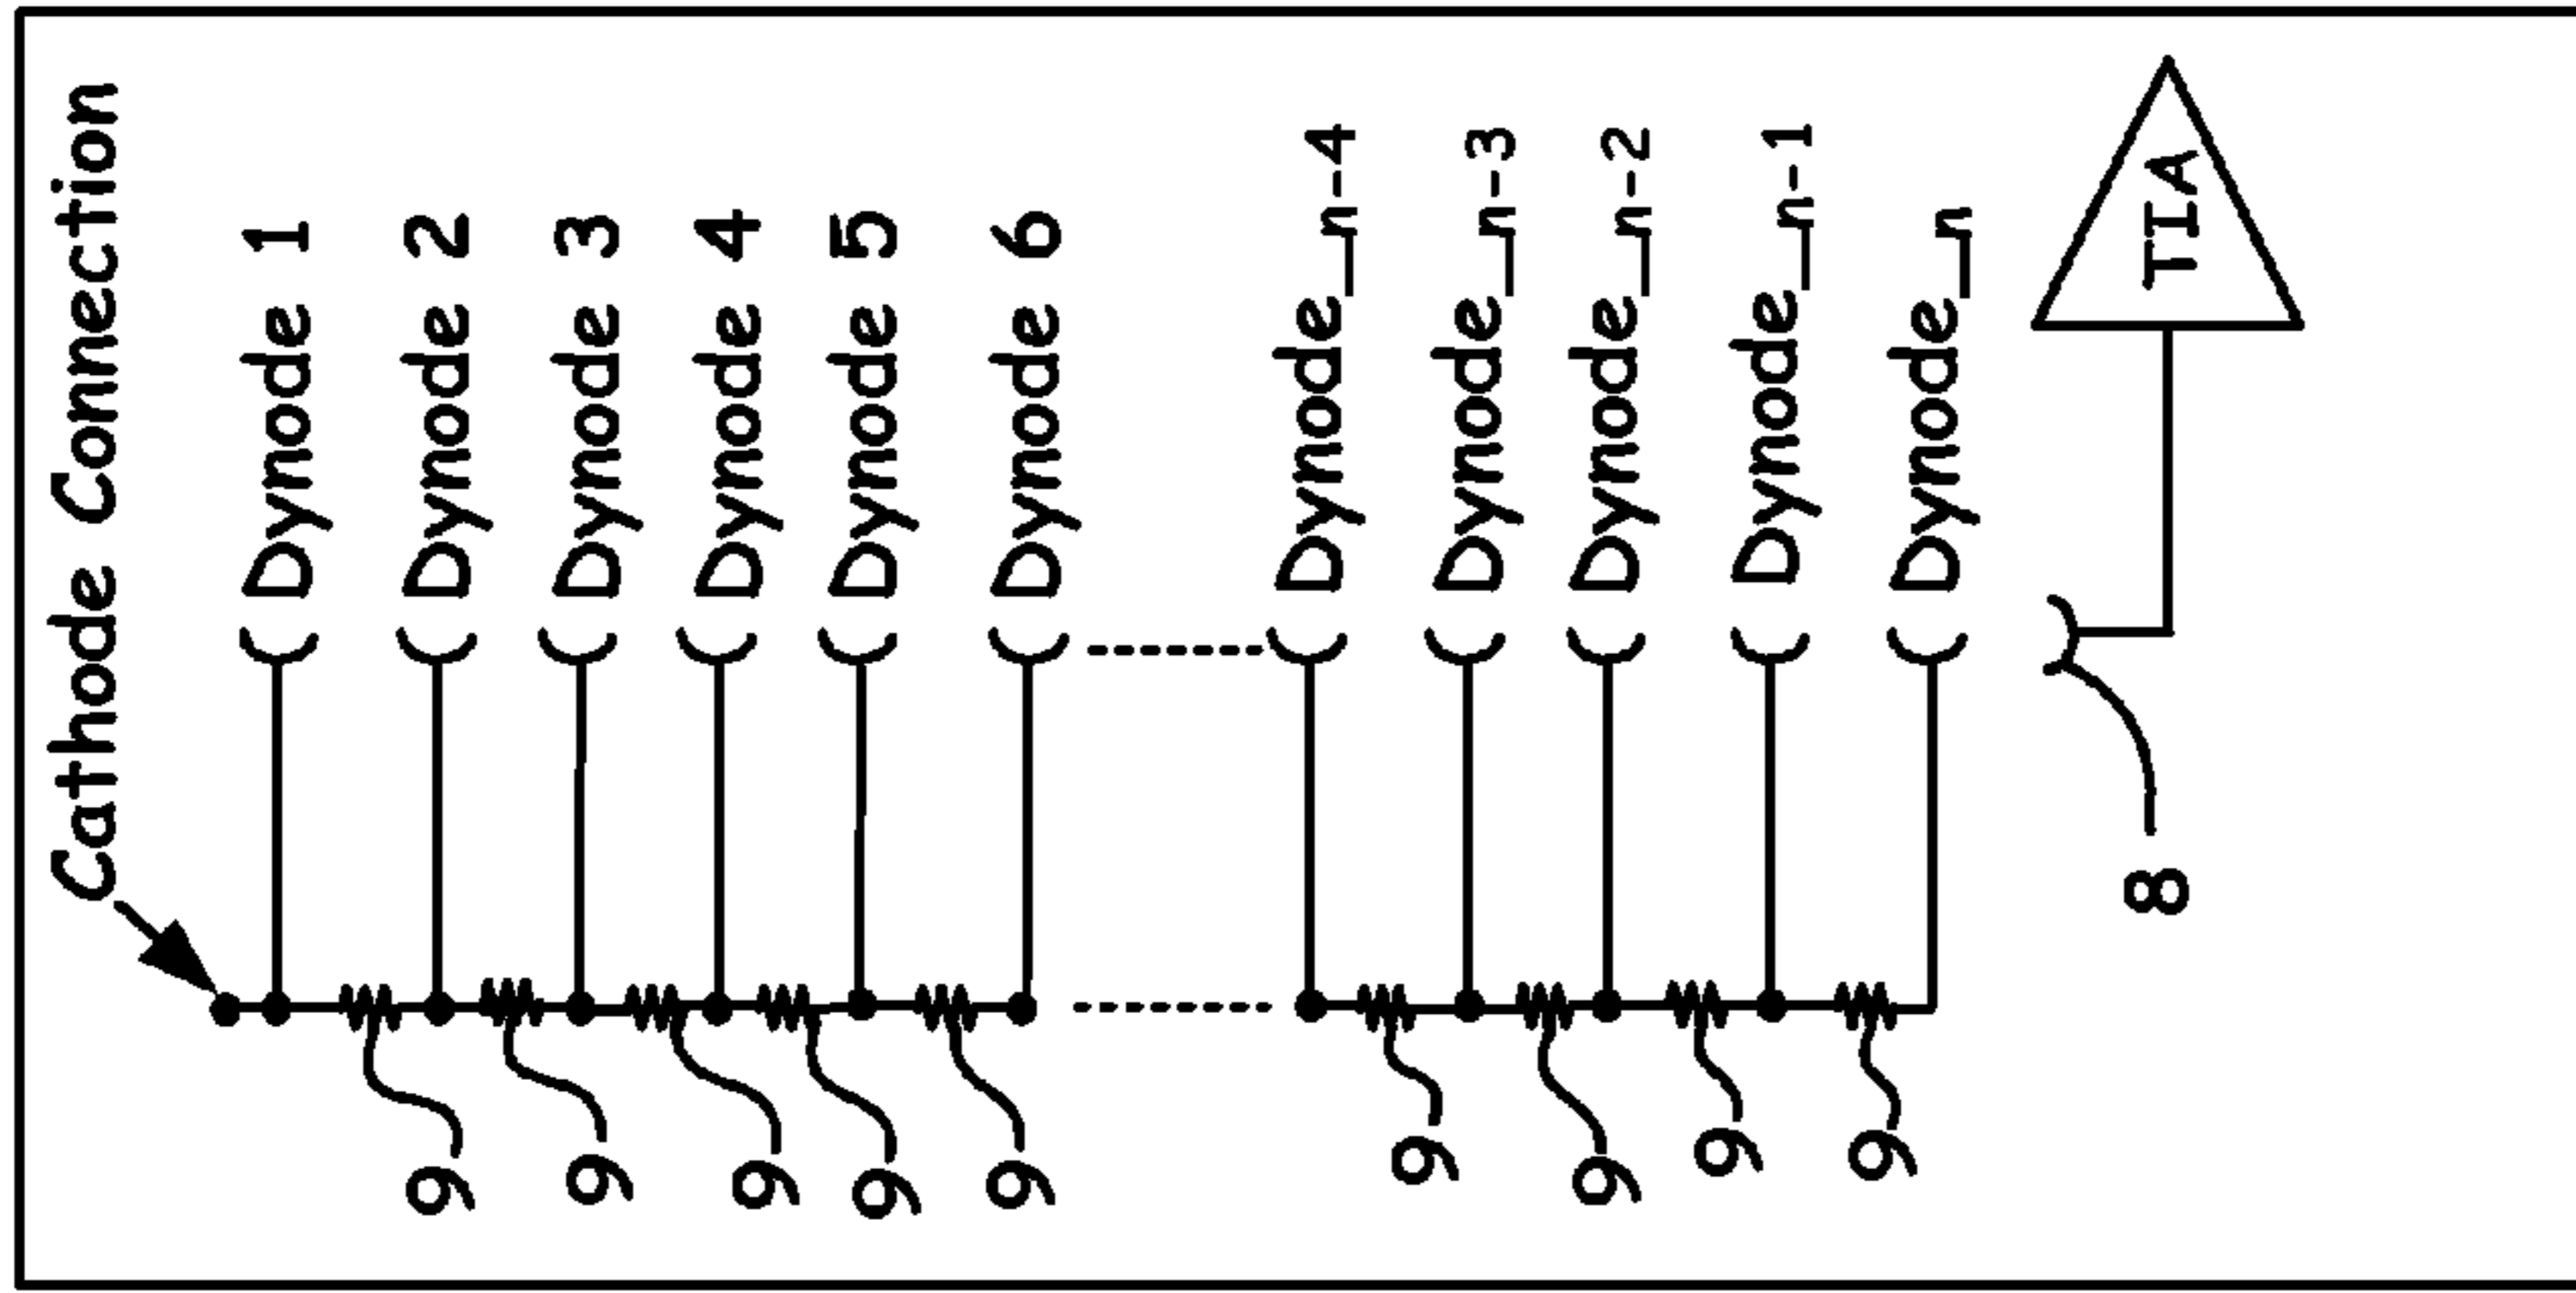 Cathode Connection
Dynode 1
Dynode 2
Dynode 3
Dynode 4
Dynode 5
Dynode 6
Dynode_n-4
Dynode_n-3
Dynode_n-2
Dynode_n-1
Dynode_n
TIA
8
9
9
9
9
9
9
9
9
9